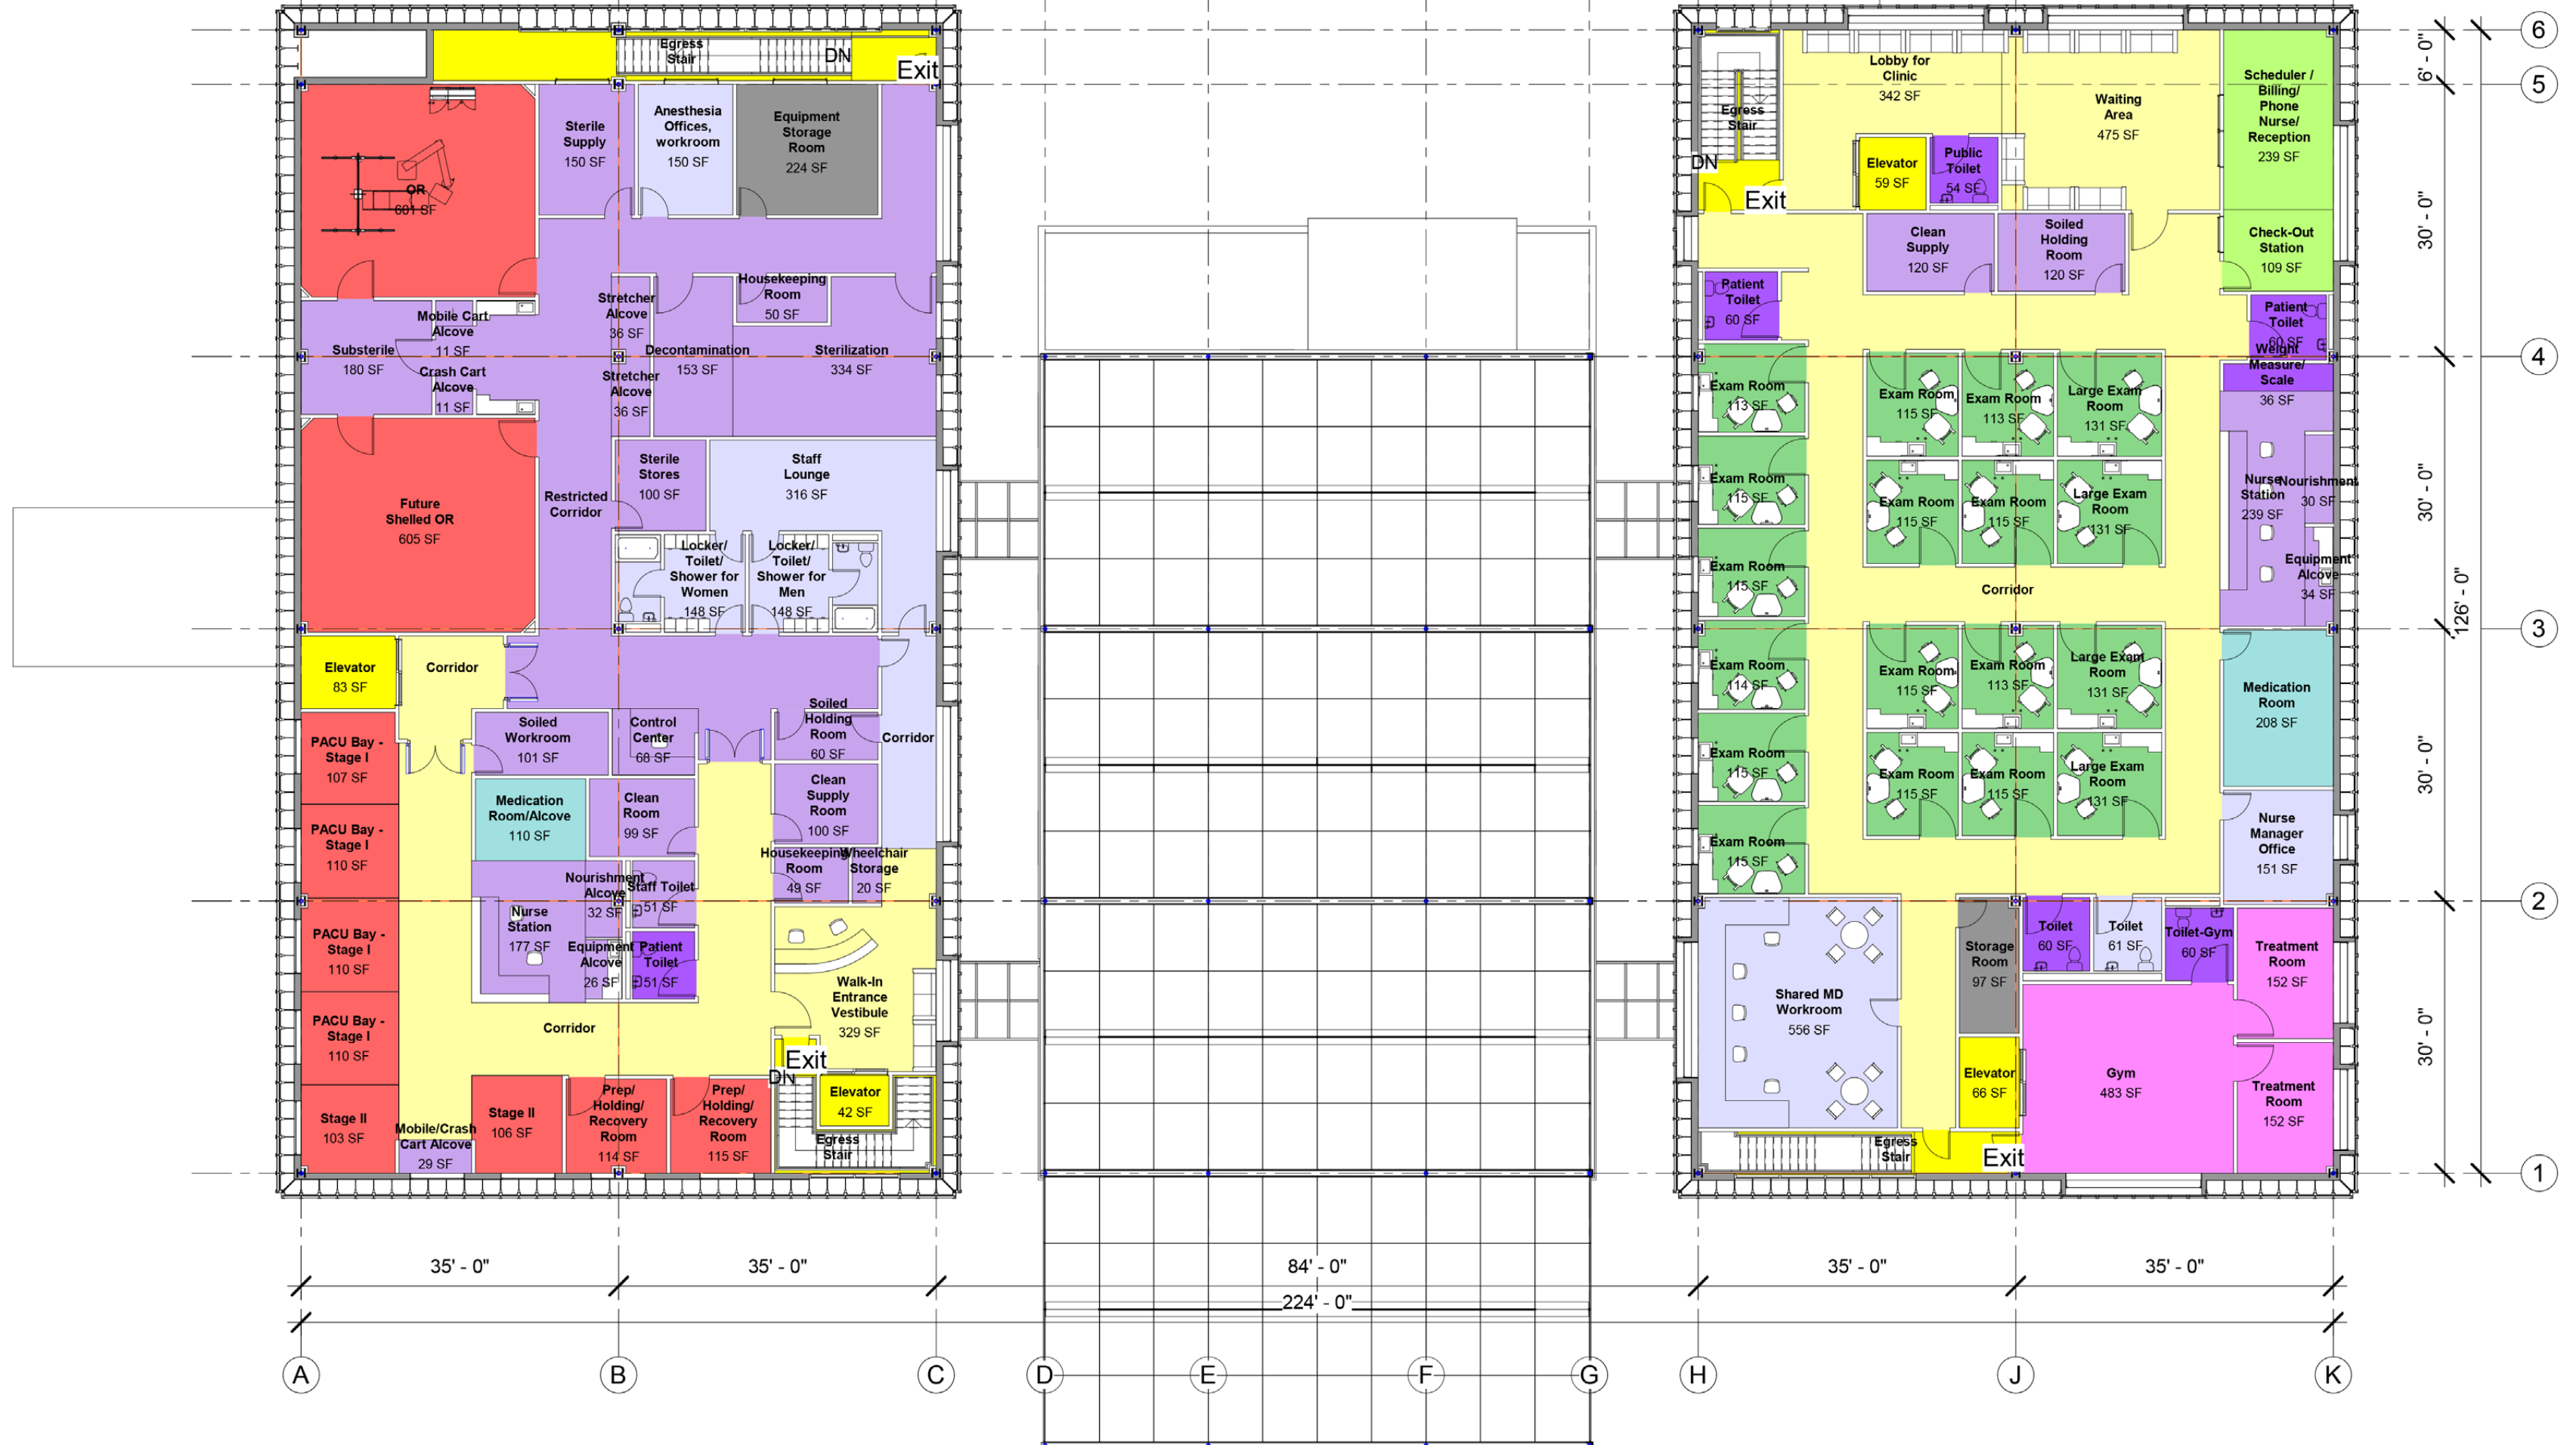 Egress
Stair
DN
Exit
Sterile
Supply
150 SF
Anesthesia
Offices,
workroom
150 SF
Equipment
Storage
Room
224 SF
OR
601 SF
Housekeeping
Room
50 SF
Stretcher
Alcove
36 SF
Mobile Cart
Alcove
11 SF
Substerile
180 SF
Decontamination
153 SF
Sterilization
334 SF
Crash Cart
Alcove
11 SF
Stretcher
Alcove
36 SF
Sterile
Stores
100 SF
Staff
Lounge
316 SF
Future
Shelled OR
605 SF
Restricted
Corridor
Locker/
Toilet/
Shower for
Women
148 SF
Locker/
Toilet/
Shower for
Men
148 SF
Elevator
83 SF
Corridor
Soiled
Workroom
101 SF
Control
Center
68 SF
Soiled
Holding
Room
60 SF
Corridor
PACU Bay -
Stage I
107 SF
Medication
Room/Alcove
110 SF
Clean
Room
99 SF
Clean
Supply
Room
100 SF
PACU Bay -
Stage I
110 SF
Housekeeping
Room
49 SF
Wheelchair
Storage
20 SF
Nourishment
Alcove
32 SF
Staff Toilet
51 SF
Nurse
Station
177 SF
PACU Bay -
Stage I
110 SF
Equipment
Alcove
26 SF
Patient
Toilet
51 SF
Walk-In
Entrance
Vestibule
329 SF
PACU Bay -
Stage I
110 SF
Corridor
Exit
DN
Elevator
42 SF
Egress
Stair
Stage II
103 SF
Mobile/Crash
Cart Alcove
29 SF
Stage II
106 SF
Prep/
Holding/
Recovery
Room
114 SF
Prep/
Holding/
Recovery
Room
115 SF
Lobby for
Clinic
342 SF
Waiting
Area
475 SF
Scheduler /
Billing/
Phone
Nurse/
Reception
239 SF
Egress
Stair
DN
Exit
Elevator
59 SF
Public
Toilet
54 SF
Clean
Supply
120 SF
Soiled
Holding
Room
120 SF
Check-Out
Station
109 SF
Patient
Toilet
60 SF
Patient
Toilet
60 SF
Weight
Measure/
Scale
36 SF
Exam Room
113 SF
Exam Room
115 SF
Exam Room
113 SF
Large Exam
Room
131 SF
Exam Room
115 SF
Exam Room
115 SF
Exam Room
115 SF
Large Exam
Room
131 SF
Nurse
Station
239 SF
Nourishment
30 SF
Equipment
Alcove
34 SF
Exam Room
115 SF
Corridor
Exam Room
114 SF
Exam Room
115 SF
Exam Room
113 SF
Large Exam
Room
131 SF
Medication
Room
208 SF
Exam Room
115 SF
Exam Room
115 SF
Exam Room
115 SF
Large Exam
Room
131 SF
Exam Room
115 SF
Nurse
Manager
Office
151 SF
Shared MD
Workroom
556 SF
Storage
Room
97 SF
Toilet
60 SF
Toilet
61 SF
Toilet-Gym
60 SF
Treatment
Room
152 SF
Elevator
66 SF
Gym
483 SF
Treatment
Room
152 SF
Egress
Stair
Exit
6' - 0"
30' - 0"
30' - 0"
30' - 0"
30' - 0"
126' - 0"
6
5
4
3
2
1
35' - 0"
35' - 0"
84' - 0"
35' - 0"
35' - 0"
224' - 0"
A
B
C
D
E
F
G
H
J
K